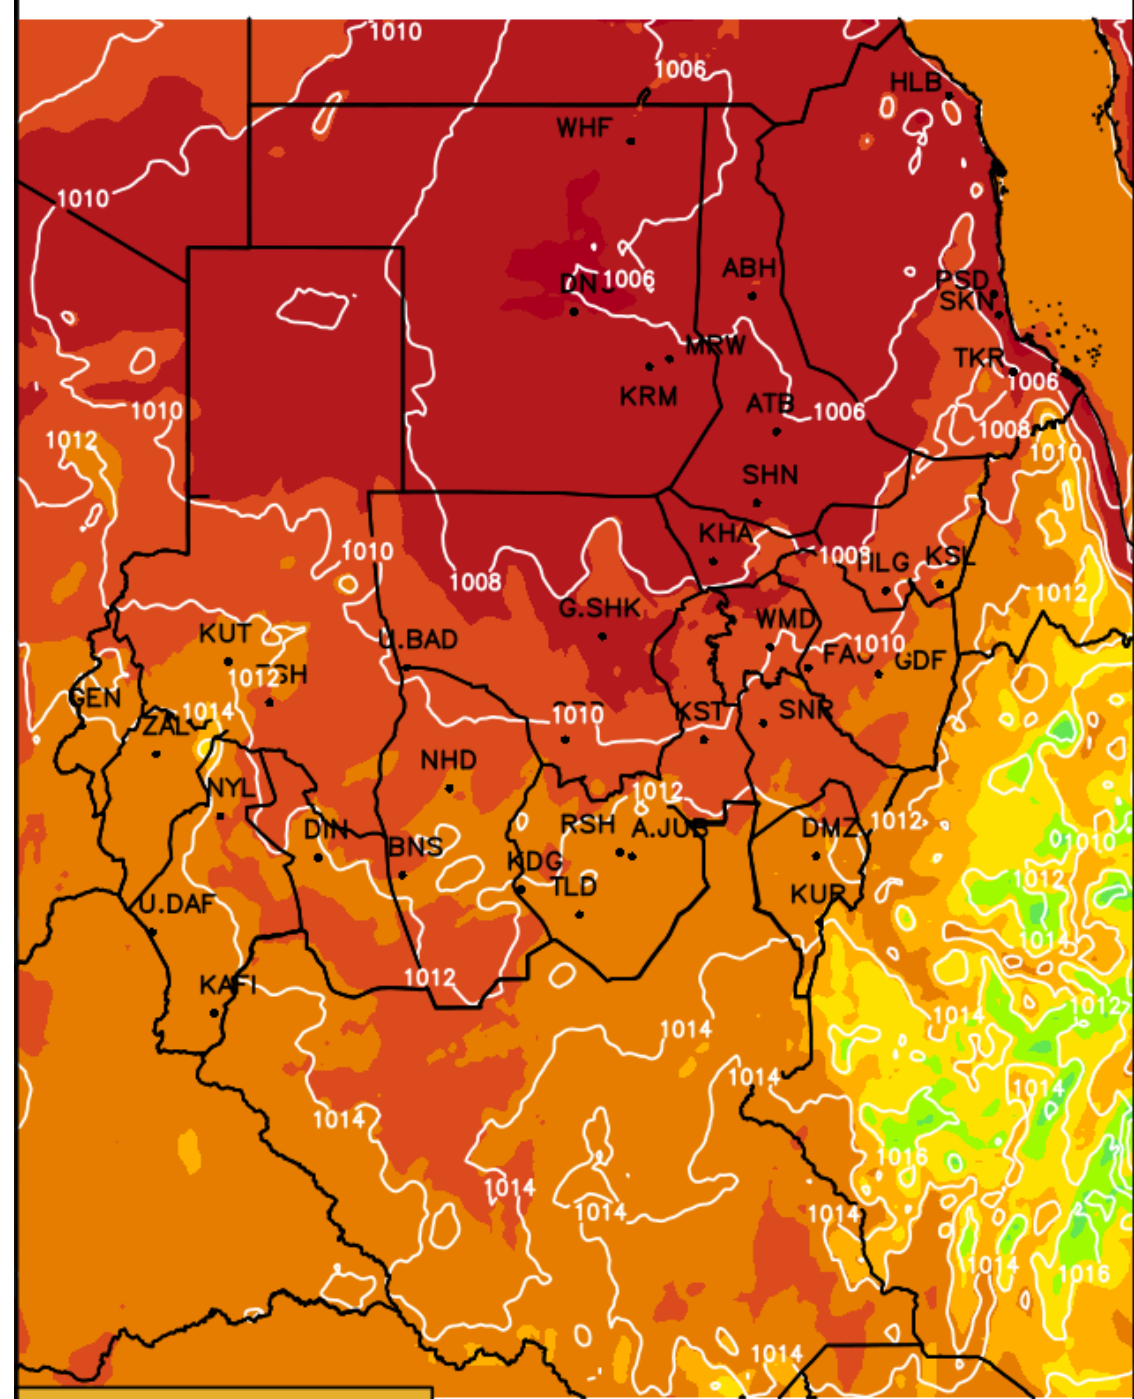 1010
1006
HLB
WHF
1010
ABH
1006
DNJ
PSD
SKN
MRW
TKR
1006
KRM
ATB
1006
1010
1008
1012
1010
SHN
KHA
1010
1008
HLG
KSL
1008
1012
G.SHK
WMD
KUT
U.BAD
1010
FAO
GDF
1012
GEN
ZAL
1014
1010
KST
SNR
NHD
NYL
1012
RSH
A.JUB
DMZ
1012
DIN
BNS
1010
KDG
TLD
1012
KUR
U.DAF
1014
KAFI
1012
1012
1014
1014
1014
1014
1014
1016
1014
1014
1014
1014
1016
1014